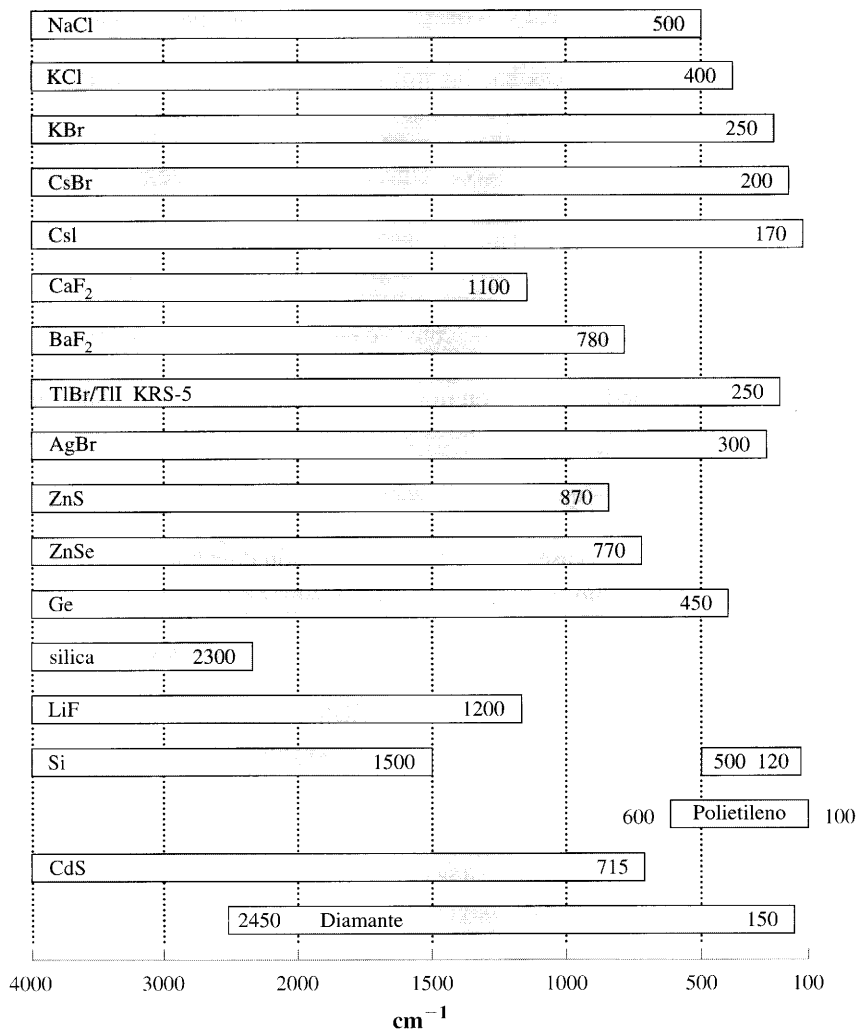 NaCl 500
KCl 400
KBr 250
CsBr 200
CsI 170
CaF₂ 1100
BaF₂ 780
TlBr/TlI KRS-5 250
AgBr 300
ZnS 870
ZnSe 770
Ge 450
silica 2300
LiF 1200
Si 1500 500 120
600 Polietileno 100
CdS 715
2450 Diamante 150
4000 3000 2000 1500 1000 500 100
cm⁻¹